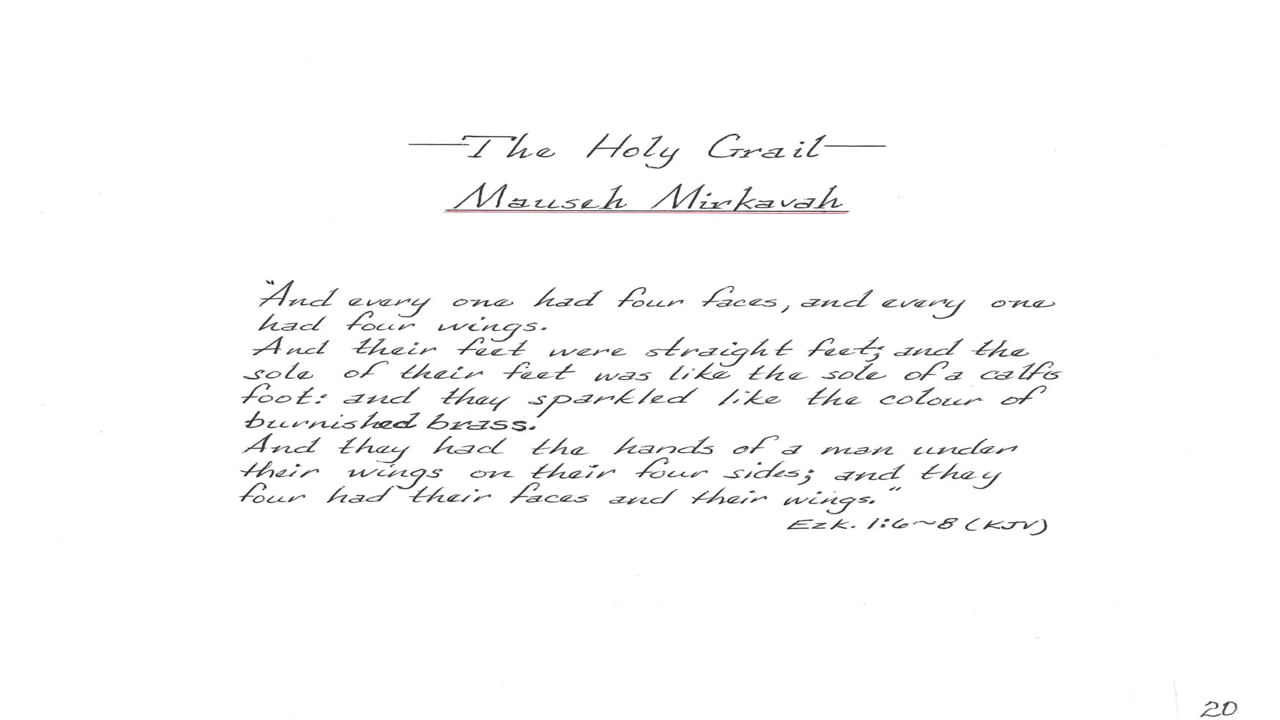 —The Holy Grail—
Mauseh Mirkavah
"And every one had four faces, and every one
had four wings.
And their feet were straight feet; and the
sole of their feet was like the sole of a calf's
foot: and they sparkled like the colour of
burnished brass.
And they had the hands of a man under
their wings on their four sides; and they
four had their faces and their wings."
Ezk. 1:6~8 (KJV)
20